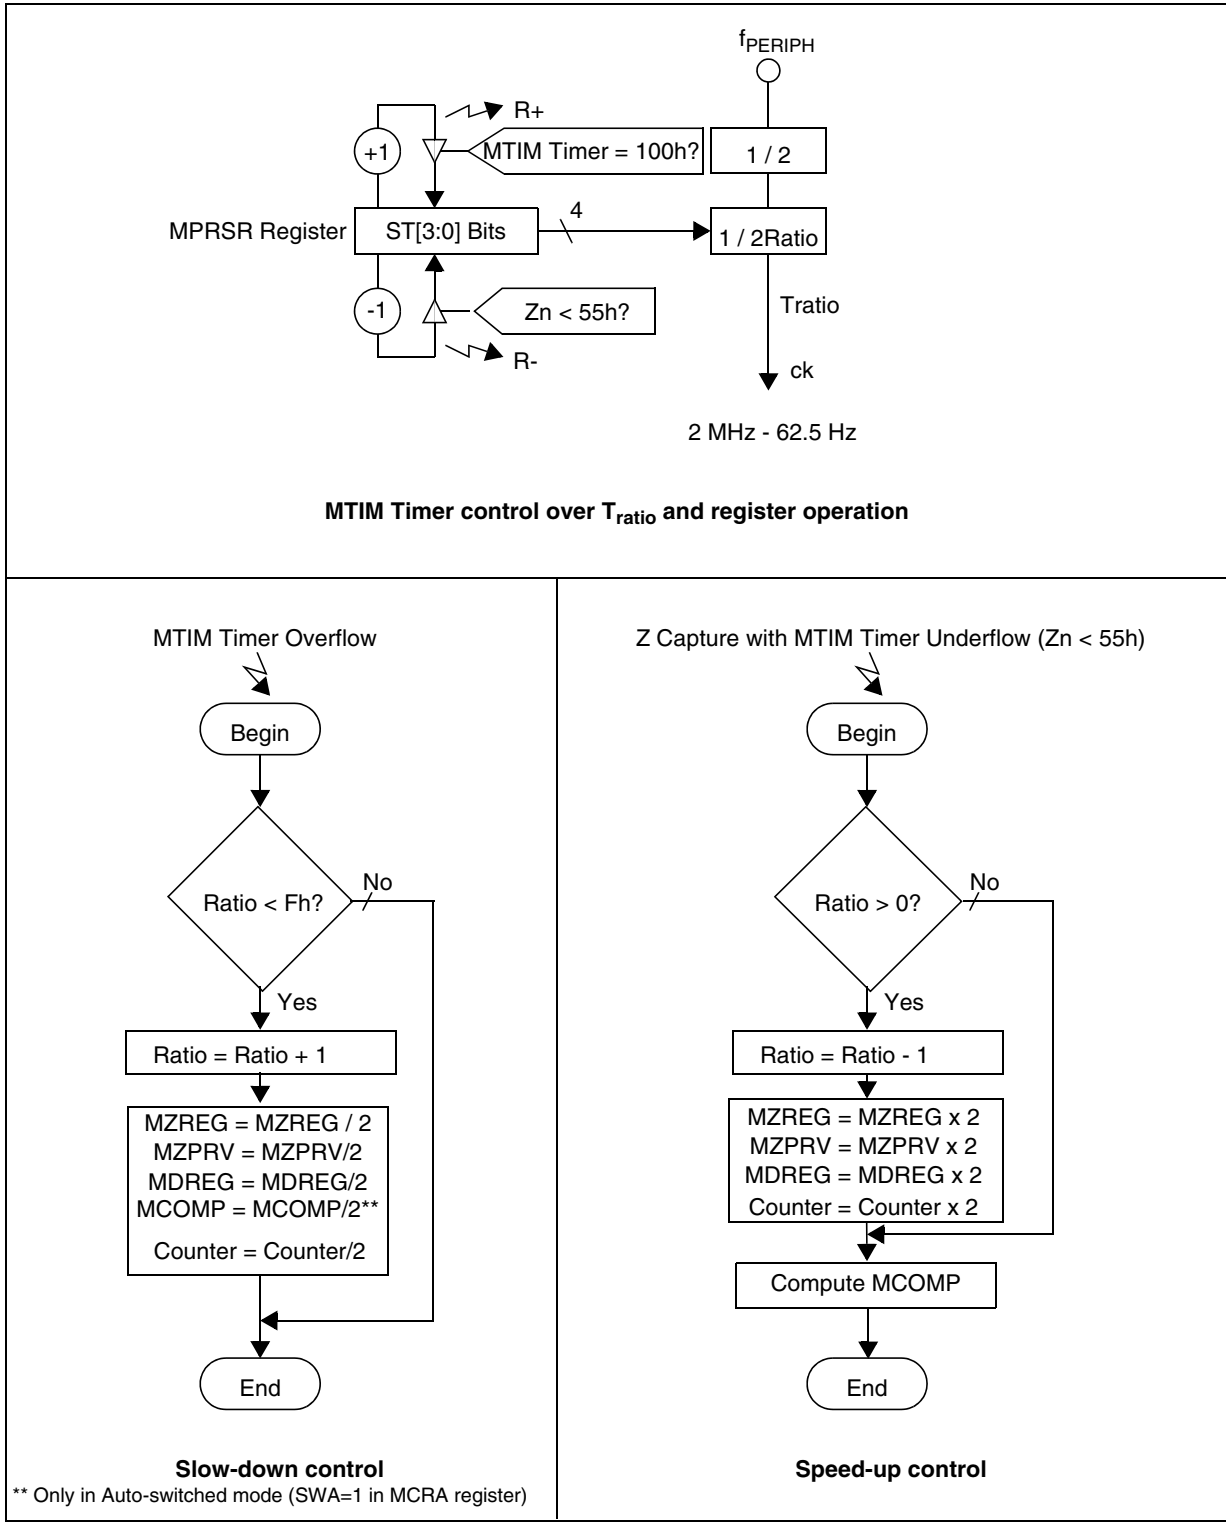 fPERIPH
R+
+1
MTIM Timer = 100h?
1 / 2
4
MPRSR Register
ST[3:0] Bits
1 / 2Ratio
-1
Zn < 55h?
Tratio
R-
ck
2 MHz - 62.5 Hz
MTIM Timer control over Tratio and register operation
MTIM Timer Overflow
Begin
Ratio < Fh?
No
Yes
Ratio = Ratio + 1
MZREG = MZREG / 2
MZPRV = MZPRV/2
MDREG = MDREG/2
MCOMP = MCOMP/2**
Counter = Counter/2
End
Slow-down control
** Only in Auto-switched mode (SWA=1 in MCRA register)
Z Capture with MTIM Timer Underflow (Zn < 55h)
Begin
Ratio > 0?
No
Yes
Ratio = Ratio - 1
MZREG = MZREG x 2
MZPRV = MZPRV x 2
MDREG = MDREG x 2
Counter = Counter x 2
Compute MCOMP
End
Speed-up control